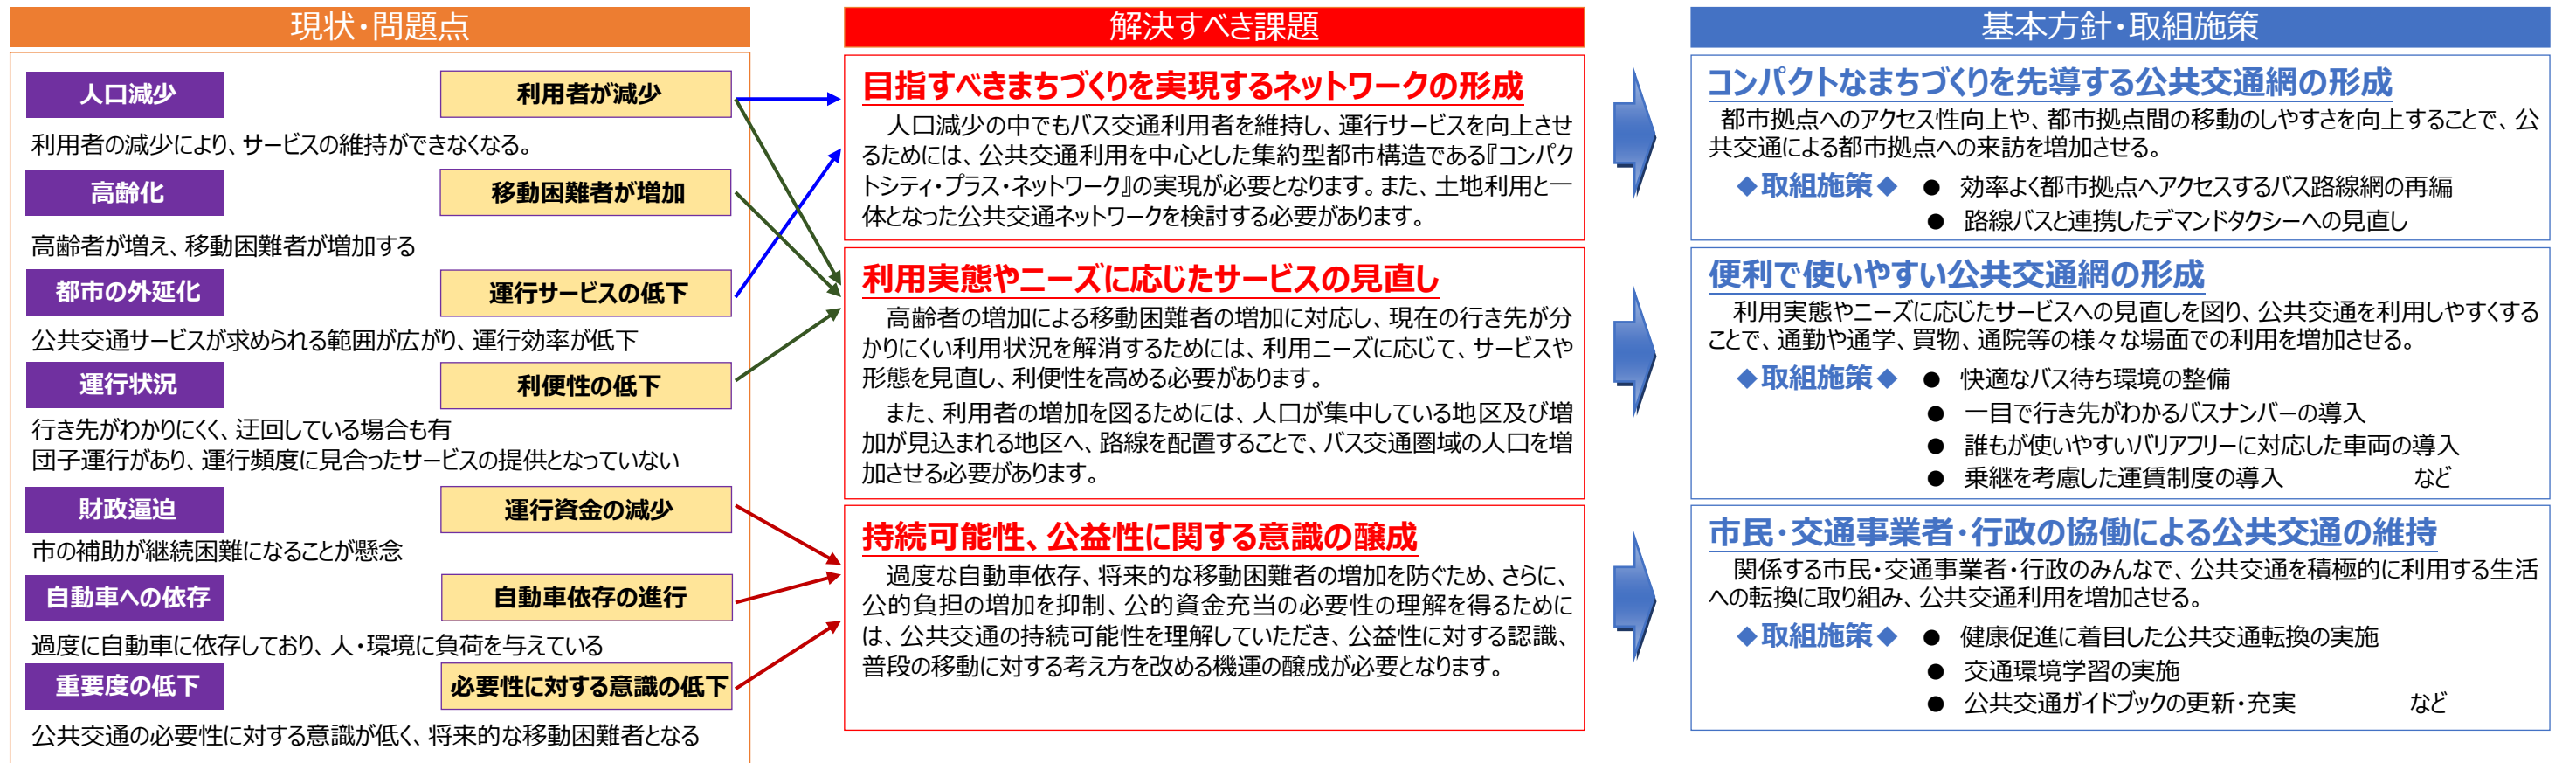 現状・問題点
人口減少
利用者が減少
利用者の減少により、サービスの維持ができなくなる。
高齢化
移動困難者が増加
高齢者が増え、移動困難者が増加する
都市の外延化
運行サービスの低下
公共交通サービスが求められる範囲が広がり、運行効率が低下
運行状況
利便性の低下
行き先がわかりにくく、迂回している場合も有
団子運行があり、運行頻度に見合ったサービスの提供となっていない
財政逼迫
運行資金の減少
市の補助が継続困難になることが懸念
自動車への依存
自動車依存の進行
過度に自動車に依存しており、人・環境に負荷を与えている
重要度の低下
必要性に対する意識の低下
公共交通の必要性に対する意識が低く、将来的な移動困難者となる
解決すべき課題
目指すべきまちづくりを実現するネットワークの形成
人口減少の中でもバス交通利用者を維持し、運行サービスを向上させ
るためには、公共交通利用を中心とした集約型都市構造である『コンパク
トシティ・プラス・ネットワーク』の実現が必要となります。また、土地利用と一
体となった公共交通ネットワークを検討する必要があります。
利用実態やニーズに応じたサービスの見直し
高齢者の増加による移動困難者の増加に対応し、現在の行き先が分
かりにくい利用状況を解消するためには、利用ニーズに応じて、サービスや
形態を見直し、利便性を高める必要があります。
また、利用者の増加を図るためには、人口が集中している地区及び増
加が見込まれる地区へ、路線を配置することで、バス交通圏域の人口を増
加させる必要があります。
持続可能性、公益性に関する意識の醸成
過度な自動車依存、将来的な移動困難者の増加を防ぐため、さらに、
公的負担の増加を抑制、公的資金充当の必要性の理解を得るために
は、公共交通の持続可能性を理解していただき、公益性に対する認識、
普段の移動に対する考え方を改める機運の醸成が必要となります。
基本方針・取組施策
コンパクトなまちづくりを先導する公共交通網の形成
都市拠点へのアクセス性向上や、都市拠点間の移動のしやすさを向上することで、公
共交通による都市拠点への来訪を増加させる。
◆取組施策◆ ● 効率よく都市拠点へアクセスするバス路線網の再編
● 路線バスと連携したデマンドタクシーへの見直し
便利で使いやすい公共交通網の形成
利用実態やニーズに応じたサービスへの見直しを図り、公共交通を利用しやすくする
ことで、通勤や通学、買物、通院等の様々な場面での利用を増加させる。
◆取組施策◆ ● 快適なバス待ち環境の整備
● 一目で行き先がわかるバスナンバーの導入
● 誰もが使いやすいバリアフリーに対応した車両の導入
● 乗継を考慮した運賃制度の導入 など
市民・交通事業者・行政の協働による公共交通の維持
関係する市民・交通事業者・行政のみんなで、公共交通を積極的に利用する生活
への転換に取り組み、公共交通利用を増加させる。
◆取組施策◆ ● 健康促進に着目した公共交通転換の実施
● 交通環境学習の実施
● 公共交通ガイドブックの更新・充実 など